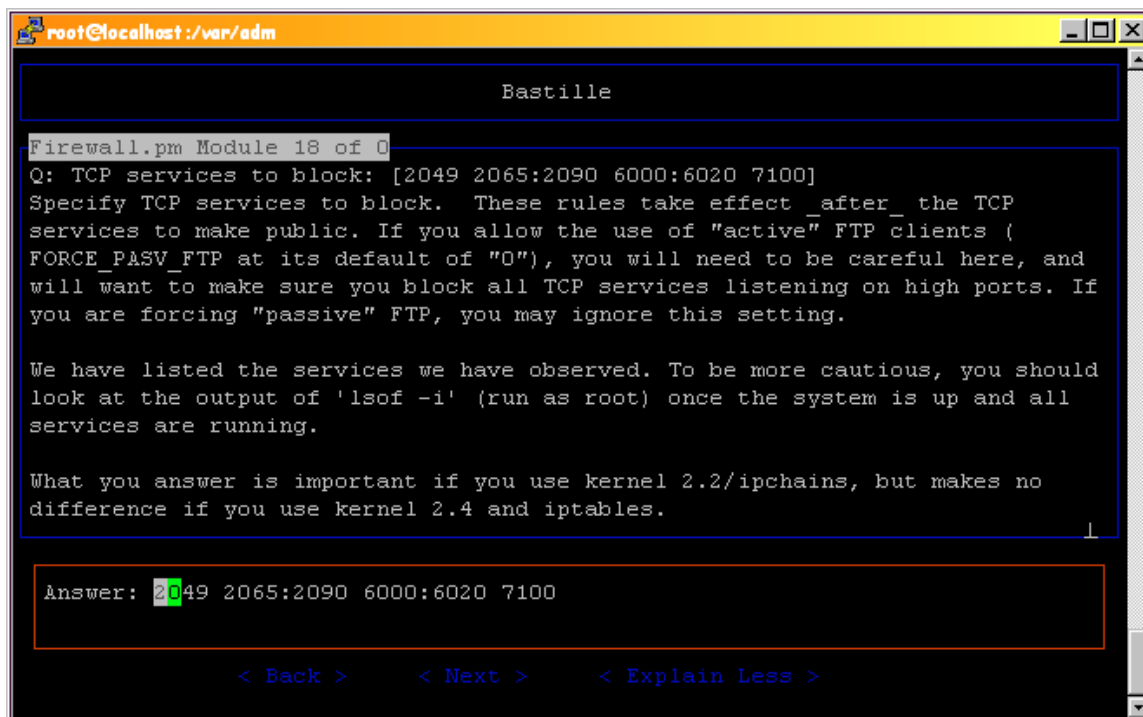 root@localhost:/var/adm
Bastille
Firewall.pm Module 18 of 0
Q: TCP services to block: [2049 2065:2090 6000:6020 7100]
Specify TCP services to block.  These rules take effect _after_ the TCP
services to make public. If you allow the use of "active" FTP clients (
FORCE_PASV_FTP at its default of "0"), you will need to be careful here, and
will want to make sure you block all TCP services listening on high ports. If
you are forcing "passive" FTP, you may ignore this setting.
We have listed the services we have observed. To be more cautious, you should
look at the output of 'lsof -i' (run as root) once the system is up and all
services are running.
What you answer is important if you use kernel 2.2/ipchains, but makes no
difference if you use kernel 2.4 and iptables.
Answer: 2049 2065:2090 6000:6020 7100
< Back >      < Next >      < Explain Less >